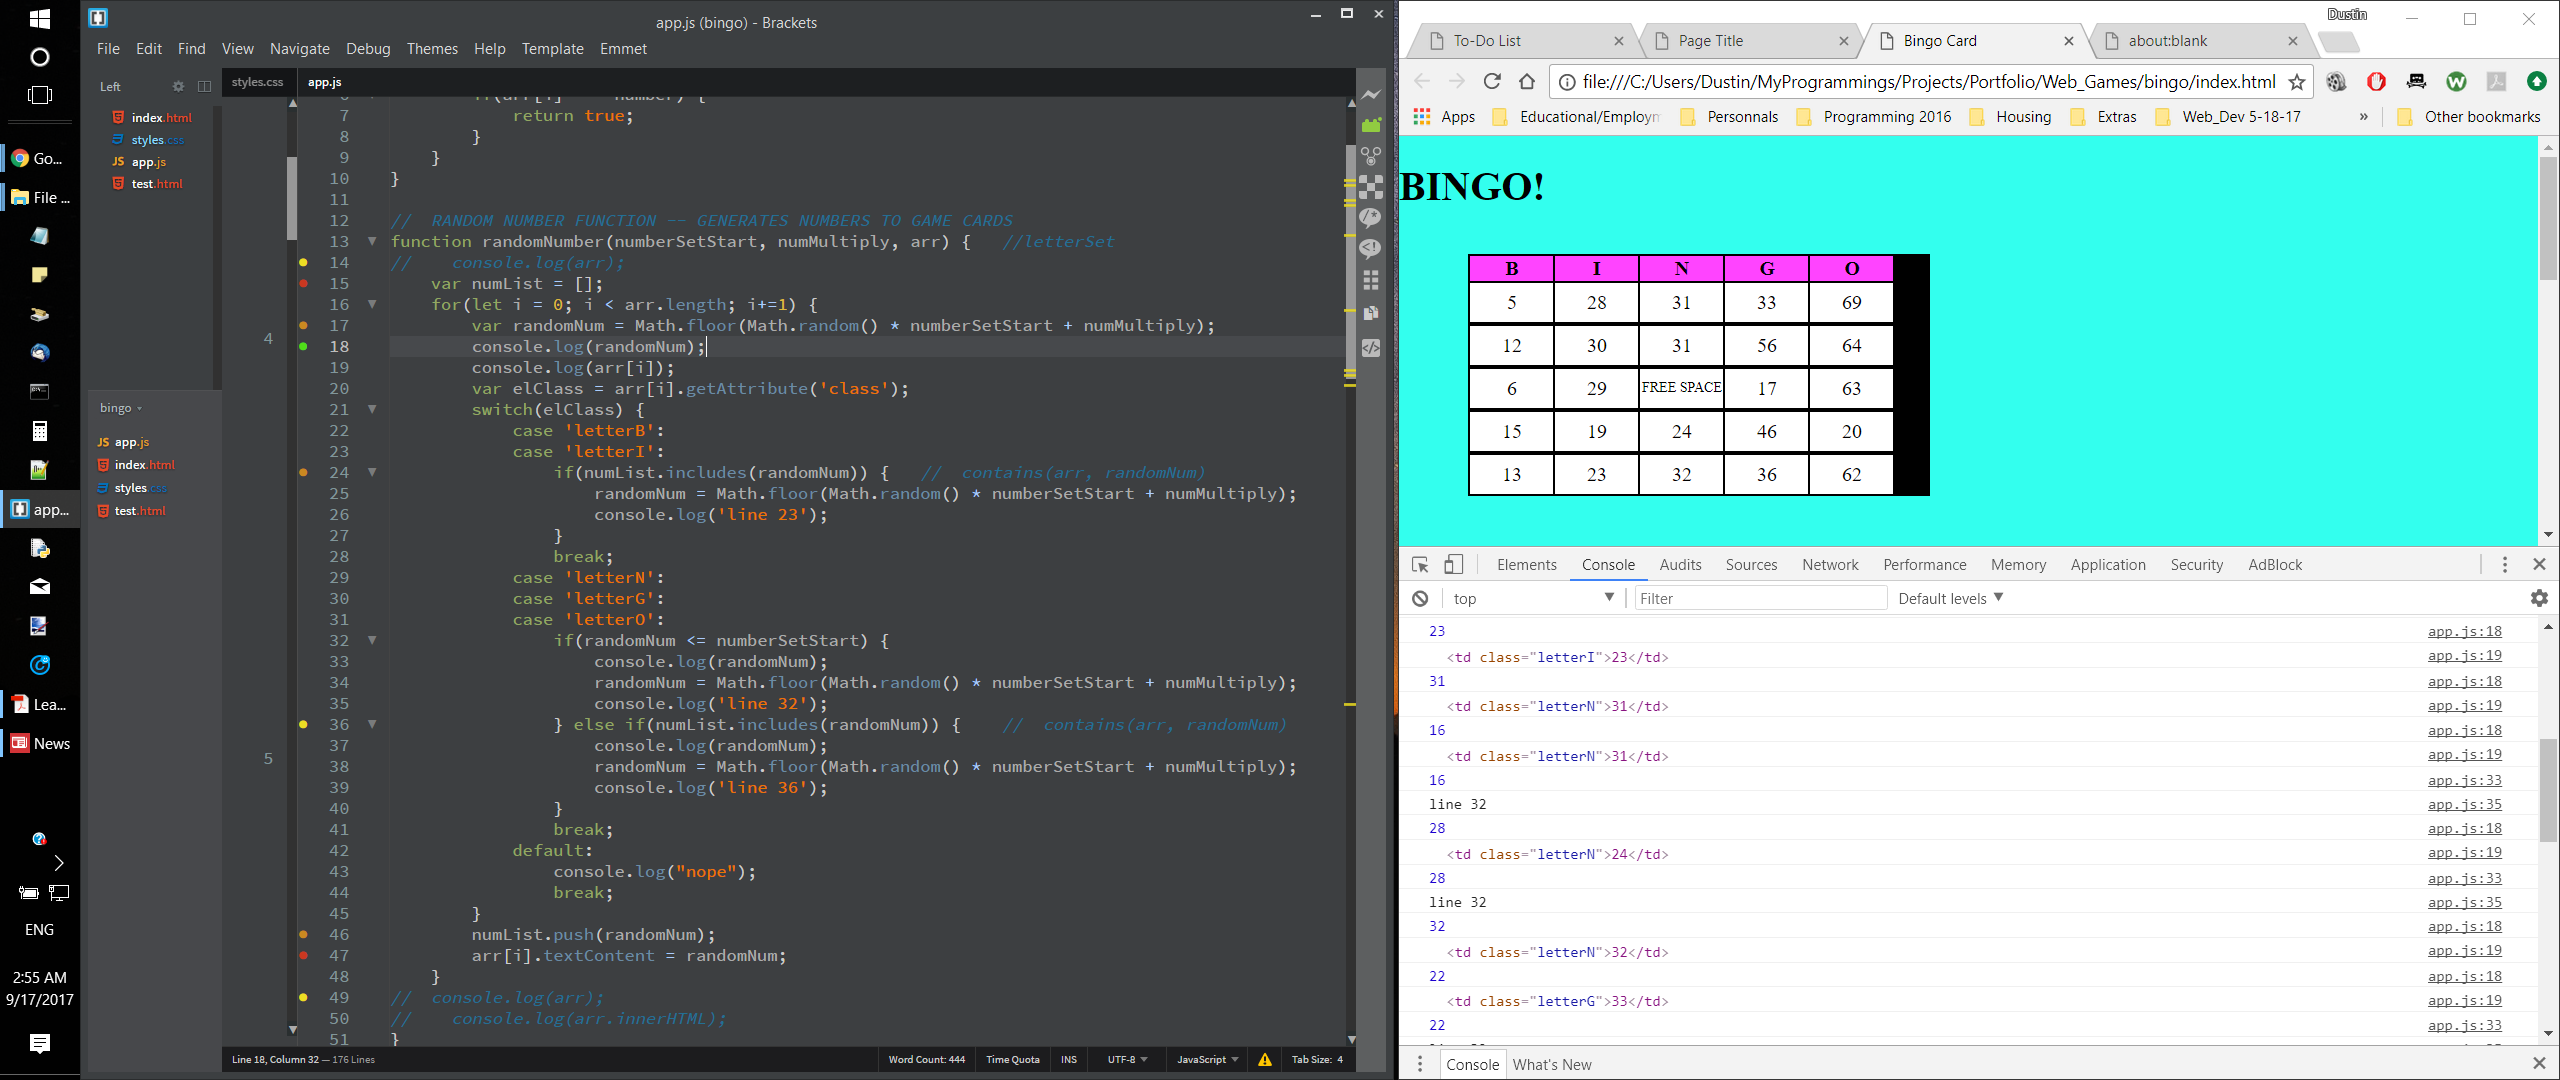 app.js (bingo) - Brackets
File Edit Find View Navigate Debug Themes Help Template Emmet
Left
index.html
styles.css
app.js
test.html
bingo
app.js
index.html
styles.css
test.html
Go...
File ...
app...
Lea...
News
ENG
2:55 AM
9/17/2017
styles.css app.js
4
5
7 return true;
8 }
9 }
10 }
11
12 // RANDOM NUMBER FUNCTION -- GENERATES NUMBERS TO GAME CARDS
13 function randomNumber(numberSetStart, numMultiply, arr) { //letterSet
14 // console.log(arr);
15 var numList = [];
16 for(let i = 0; i < arr.length; i+=1) {
17 var randomNum = Math.floor(Math.random() * numberSetStart + numMultiply);
18 console.log(randomNum);
19 console.log(arr[i]);
20 var elClass = arr[i].getAttribute('class');
21 switch(elClass) {
22 case 'letterB':
23 case 'letterI':
24 if(numList.includes(randomNum)) { // contains(arr, randomNum)
25 randomNum = Math.floor(Math.random() * numberSetStart + numMultiply);
26 console.log('line 23');
27 }
28 break;
29 case 'letterN':
30 case 'letterG':
31 case 'letterO':
32 if(randomNum <= numberSetStart) {
33 console.log(randomNum);
34 randomNum = Math.floor(Math.random() * numberSetStart + numMultiply);
35 console.log('line 32');
36 } else if(numList.includes(randomNum)) { // contains(arr, randomNum)
37 console.log(randomNum);
38 randomNum = Math.floor(Math.random() * numberSetStart + numMultiply);
39 console.log('line 36');
40 }
41 break;
42 default:
43 console.log("nope");
44 break;
45 }
46 numList.push(randomNum);
47 arr[i].textContent = randomNum;
48 }
49 // console.log(arr);
50 // console.log(arr.innerHTML);
51 }
Line 18, Column 32 — 176 Lines Word Count: 444 Time Quota INS UTF-8 JavaScript Tab Size: 4
Dustin
To-Do List Page Title Bingo Card about:blank
file:///C:/Users/Dustin/MyProgrammings/Projects/Portfolio/Web_Games/bingo/index.html
Apps Educational/Employm Personnals Programming 2016 Housing Extras Web_Dev 5-18-17 » Other bookmarks
BINGO!
B I N G O
5 28 31 33 69
12 30 31 56 64
6 29 FREE SPACE 17 63
15 19 24 46 20
13 23 32 36 62
Elements Console Audits Sources Network Performance Memory Application Security AdBlock
top Filter Default levels
23 app.js:18
<td class="letterI">23</td> app.js:19
31 app.js:18
<td class="letterN">31</td> app.js:19
16 app.js:18
<td class="letterN">31</td> app.js:19
16 app.js:33
line 32 app.js:35
28 app.js:18
<td class="letterN">24</td> app.js:19
28 app.js:33
line 32 app.js:35
32 app.js:18
<td class="letterN">32</td> app.js:19
22 app.js:18
<td class="letterG">33</td> app.js:19
22 app.js:33
Console What's New